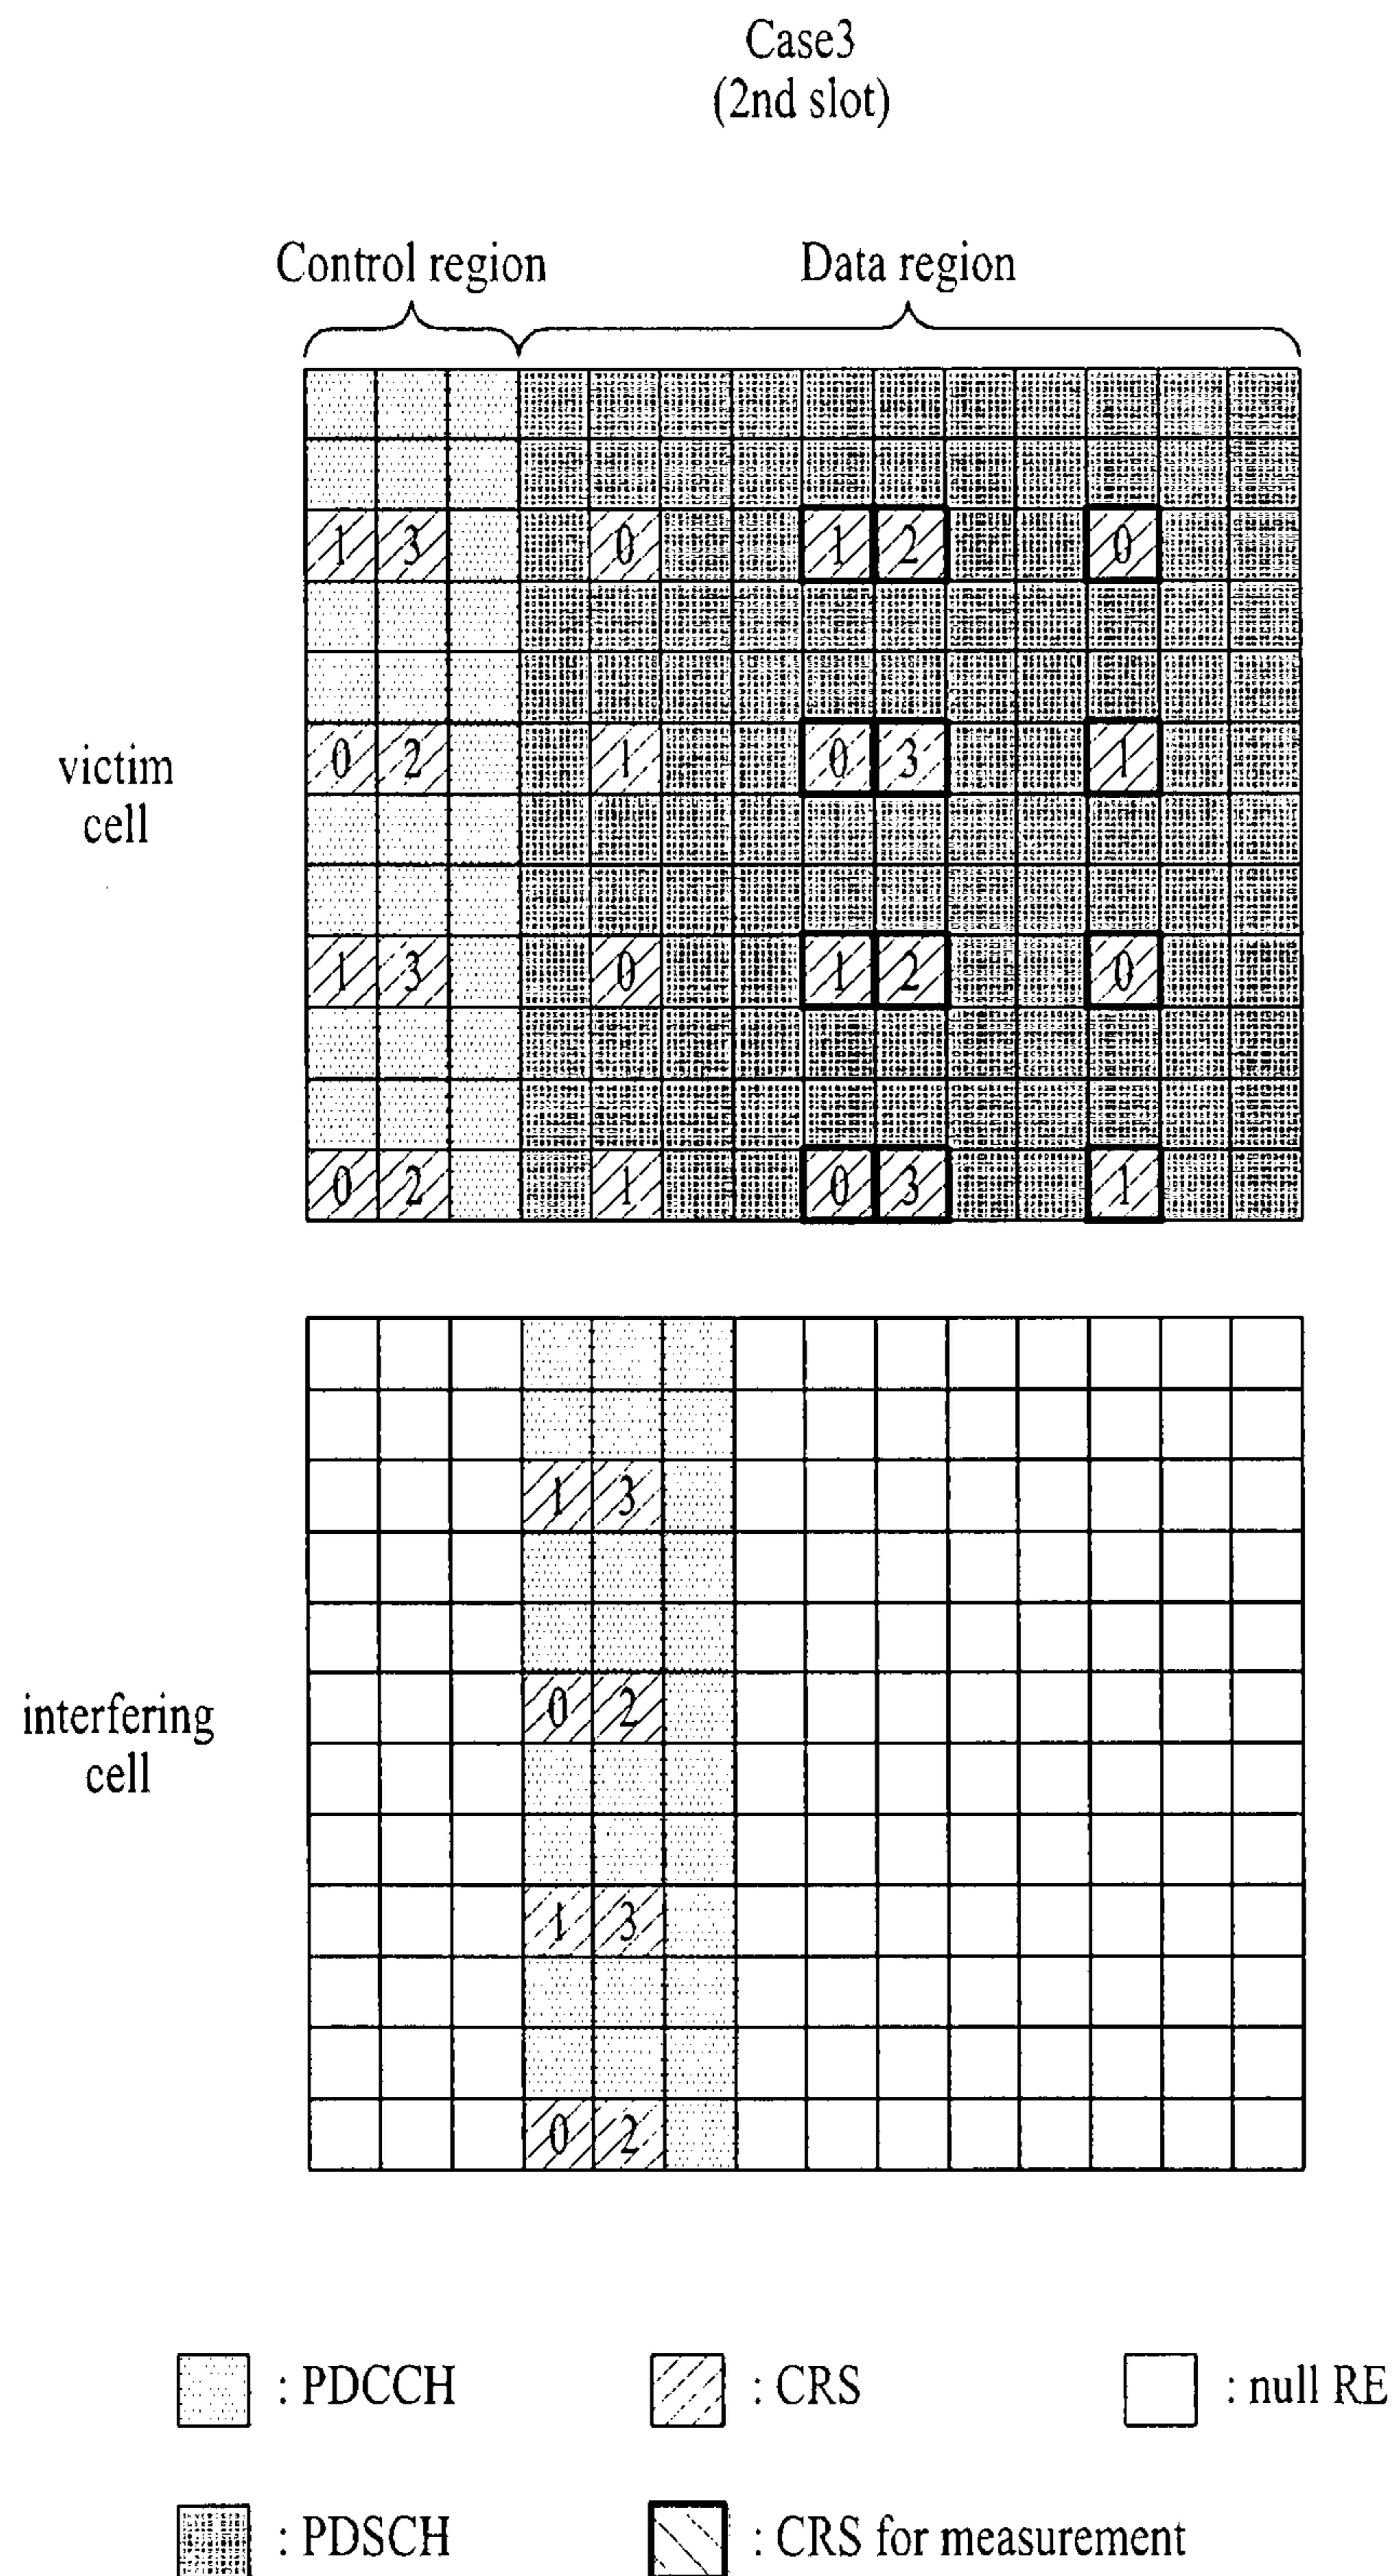 Case3
(2nd slot)
Control region Data region
1 3 0 1 2 0
victim
cell
0 2 1 0 3 1
1 3 0 1 2 0
0 2 1 0 3 1
1 3
interfering
cell
0 2
1 3
0 2
: PDCCH : CRS : null RE
: PDSCH : CRS for measurement